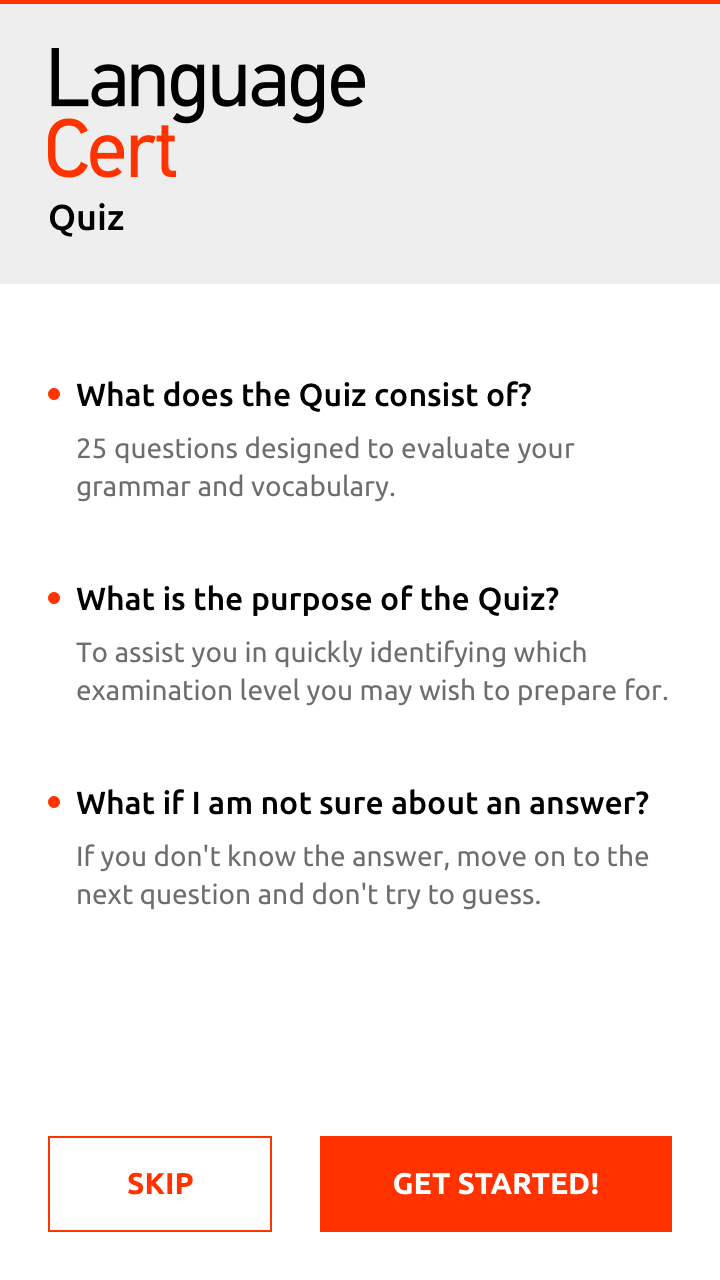 Language
Cert
Quiz
What does the Quiz consist of?
25 questions designed to evaluate your
grammar and vocabulary.
What is the purpose of the Quiz?
To assist you in quickly identifying which
examination level you may wish to prepare for.
What if I am not sure about an answer?
If you don't know the answer, move on to the
next question and don't try to guess.
SKIP
GET STARTED!